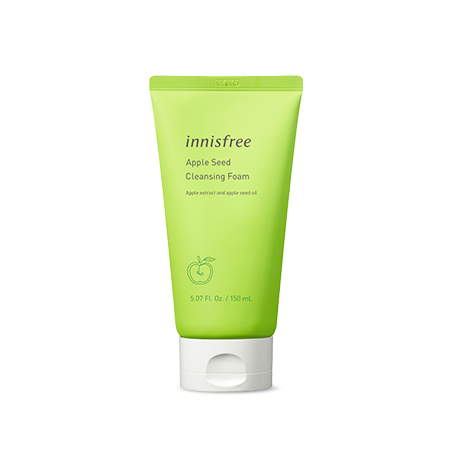 innisfree
Apple Seed
Cleansing Foam
Apple extract and apple seed oil
5.07 Fl. Oz. / 150 mL